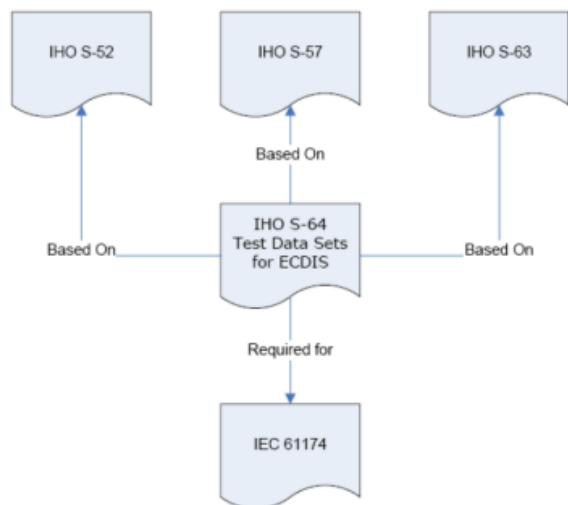 IHO S-52
IHO S-57
IHO S-63
Based On
IHO S-64
Test Data Sets
for ECDIS
Based On
Based On
Required for
IEC 61174